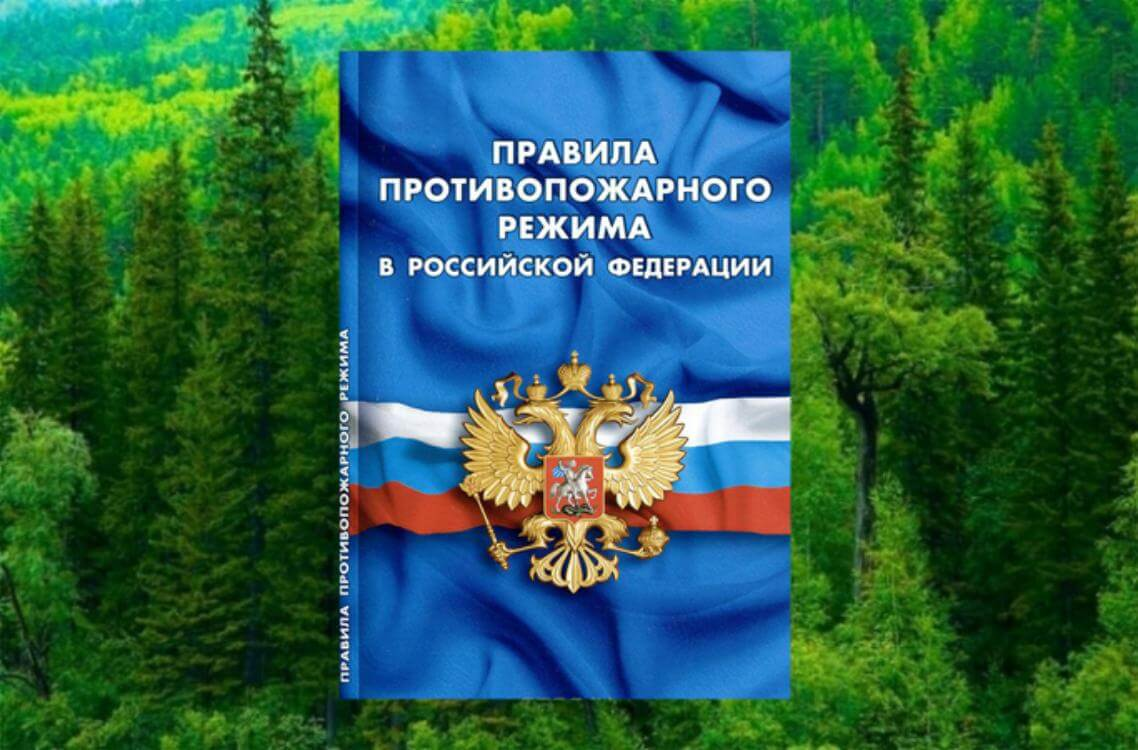 ПРАВИЛА
ПРОТИВОПОЖАРНОГО
РЕЖИМА
В РОССИЙСКОЙ ФЕДЕРАЦИИ
ПРАВИЛА ПРОТИВОПОЖАРНОГО РЕЖИМА